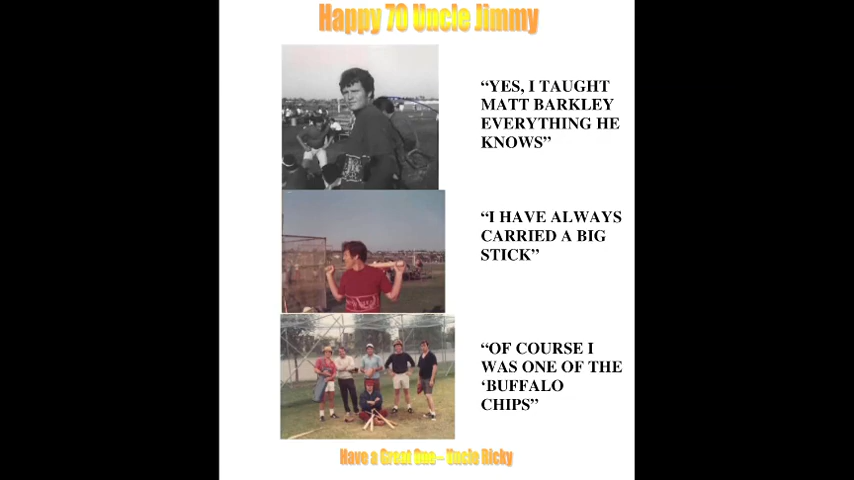 Happy 70 Uncle Jimmy
“YES, I TAUGHT
MATT BARKLEY
EVERYTHING HE
KNOWS”
“I HAVE ALWAYS
CARRIED A BIG
STICK”
“OF COURSE I
WAS ONE OF THE
‘BUFFALO
CHIPS”
Have a Great One – Uncle Ricky